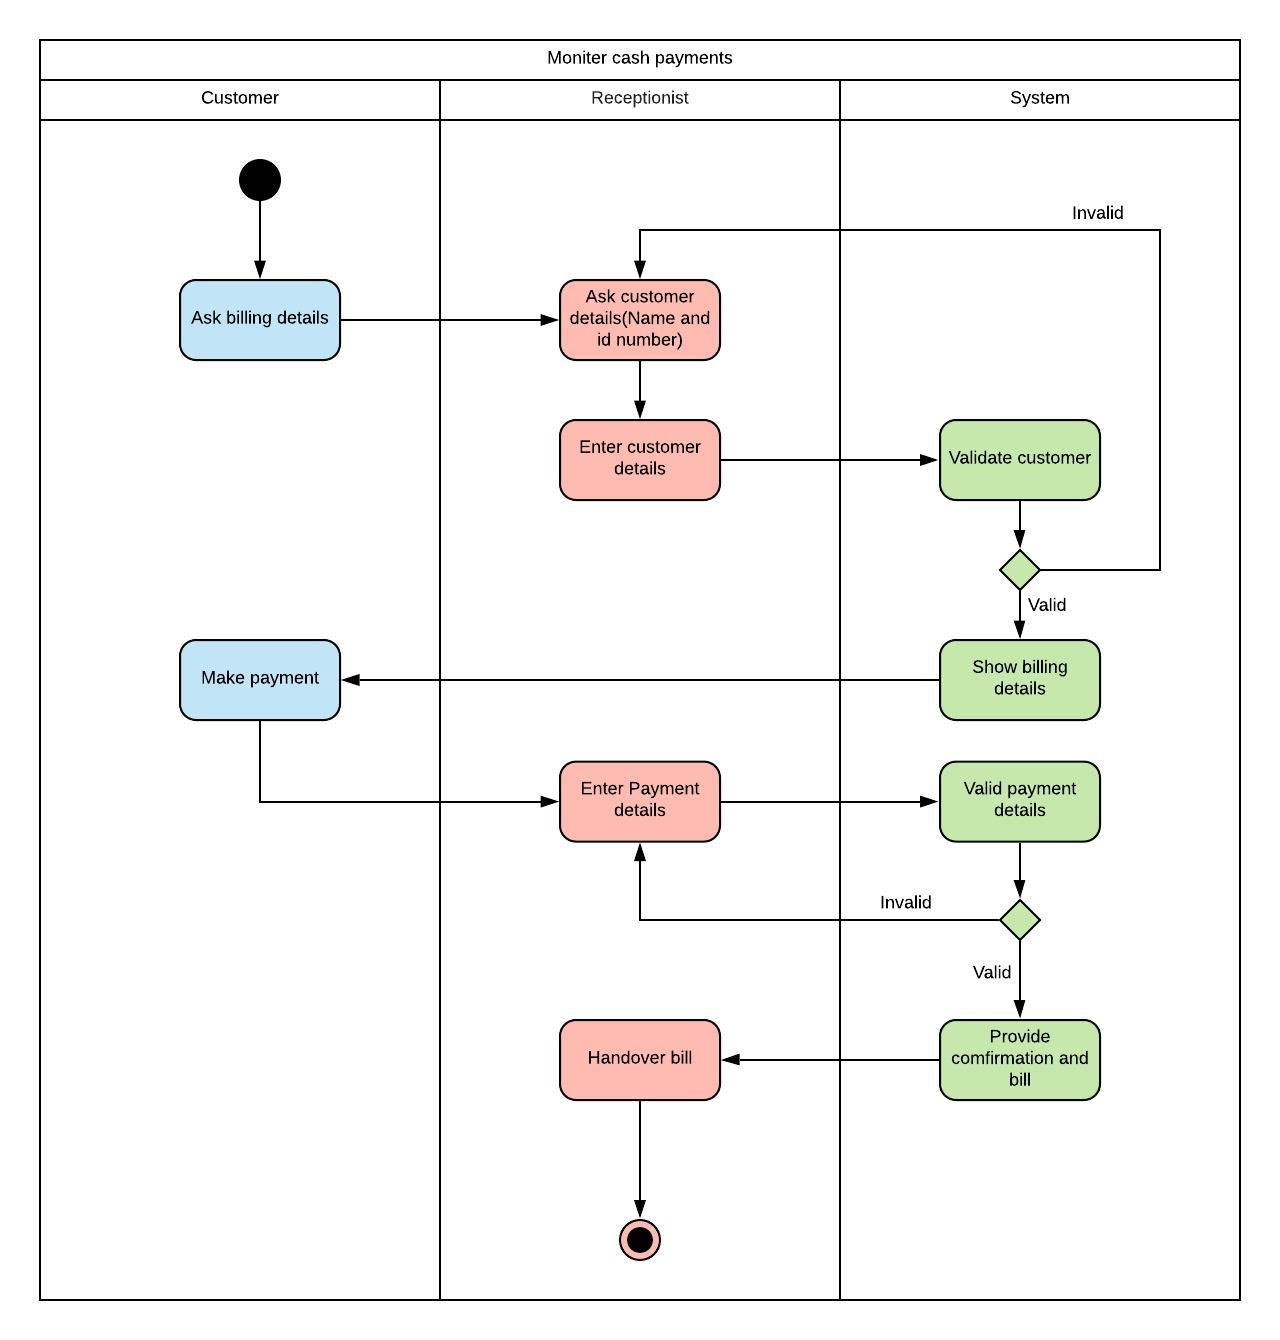 Moniter cash payments
Customer
Receptionist
System
Invalid
Ask billing details
Ask customer
details(Name and
id number)
Enter customer
details
Validate customer
Valid
Make payment
Show billing
details
Enter Payment
details
Valid payment
details
Invalid
Valid
Handover bill
Provide
comfirmation and
bill